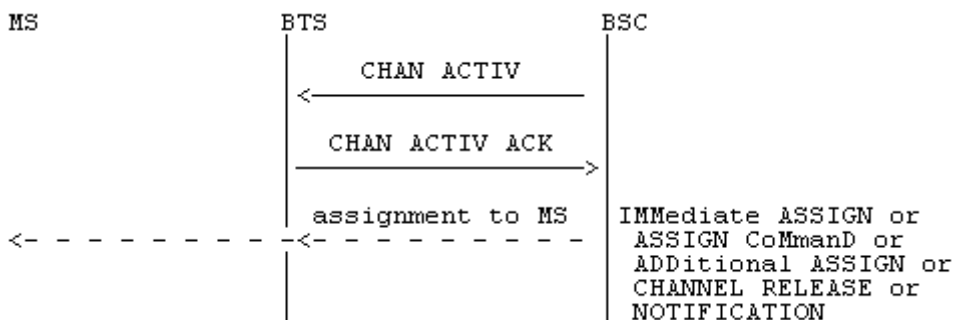 MS BTS BSC
CHAN ACTIV
CHAN ACTIV ACK
assignment to MS IMMediate ASSIGN or
ASSIGN CoMmanD or
ADDitional ASSIGN or
CHANNEL RELEASE or
NOTIFICATION